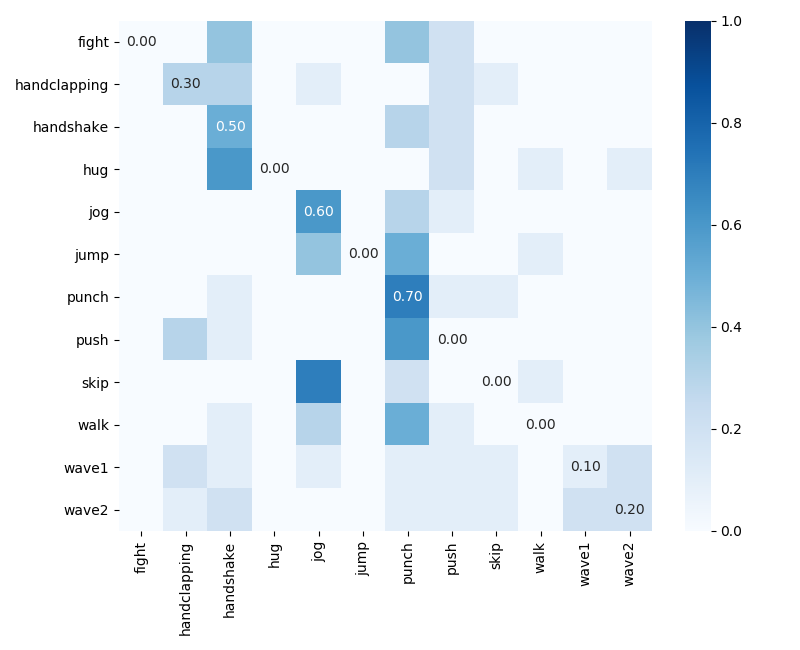 fight 0.00
handclapping 0.30
handshake 0.50
hug 0.00
jog 0.60
jump 0.00
punch 0.70
push 0.00
skip 0.00
walk 0.00
wave1 0.10
wave2 0.20
fight
handclapping
handshake
hug
jog
jump
punch
push
skip
walk
wave1
wave2
1.0
0.8
0.6
0.4
0.2
0.0